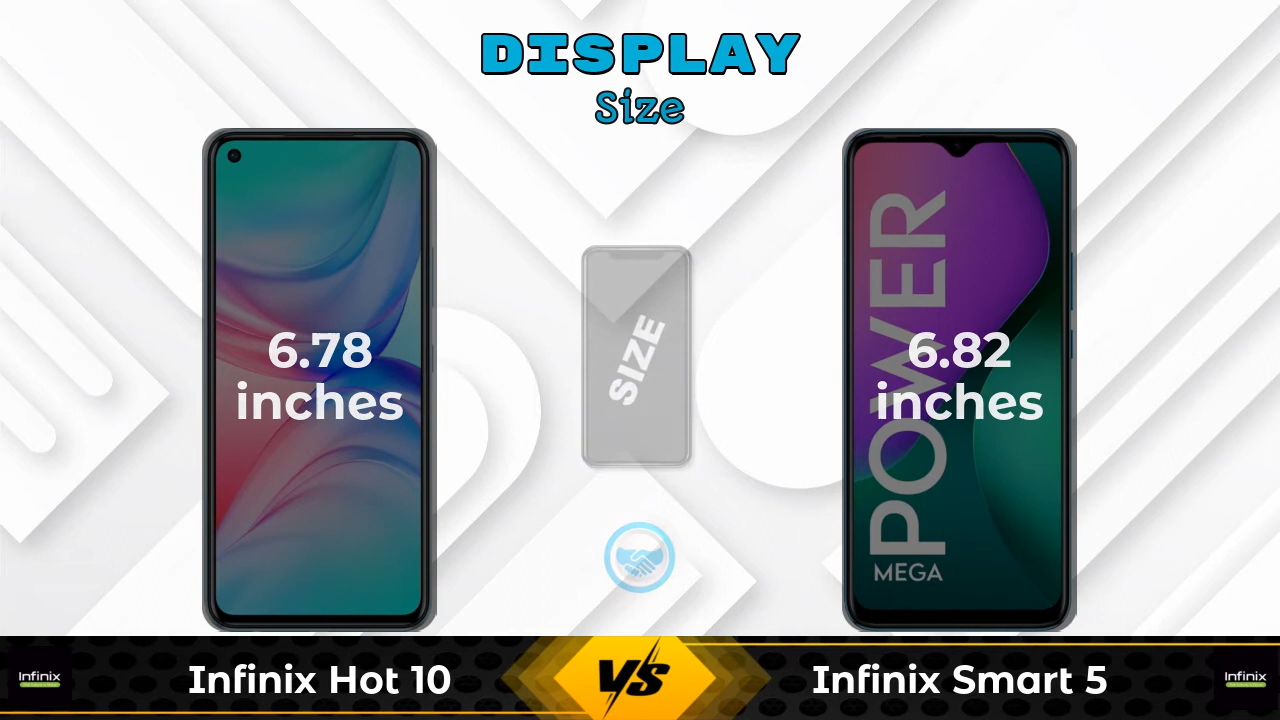 DISPLAY
Size
6.78
inches
SIZE
POWER
MEGA
6.82
inches
Infinix
Infinix Hot 10
VS
Infinix Smart 5
Infinix